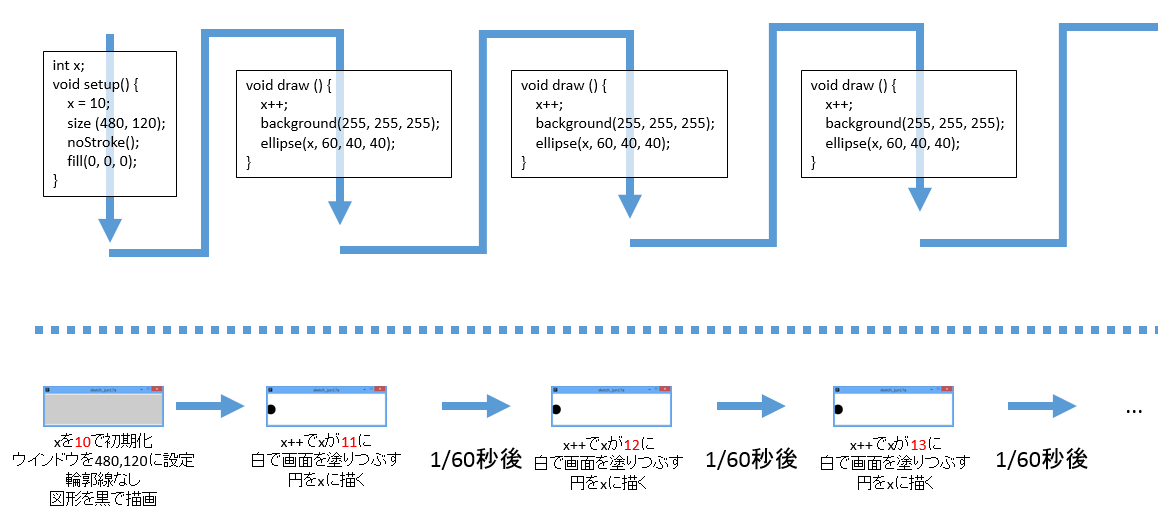 int x;
void setup() {
x = 10;
size (480, 120);
noStroke();
fill(0, 0, 0);
}
void draw () {
x++;
background(255, 255, 255);
ellipse(x, 60, 40, 40);
}
void draw () {
x++;
background(255, 255, 255);
ellipse(x, 60, 40, 40);
}
void draw () {
x++;
background(255, 255, 255);
ellipse(x, 60, 40, 40);
}
xを10で初期化
ウインドウを480,120に設定
輪郭線なし
図形を黒で描画
x++でxが11に
白で画面を塗りつぶす
円をxに描く
1/60秒後
x++でxが12に
白で画面を塗りつぶす
円をxに描く
1/60秒後
x++でxが13に
白で画面を塗りつぶす
円をxに描く
1/60秒後
...